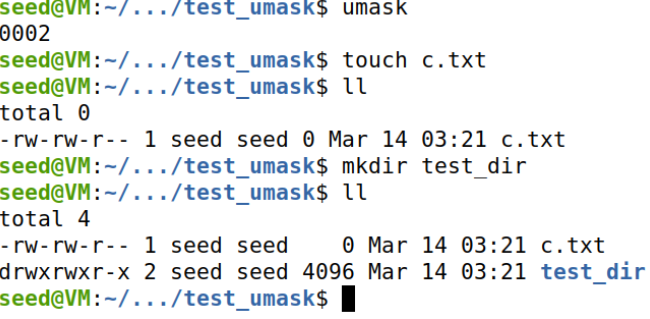 seed@VM:~/.../test_umask$ umask
0002
seed@VM:~/.../test_umask$ touch c.txt
seed@VM:~/.../test_umask$ ll
total 0
-rw-rw-r-- 1 seed seed 0 Mar 14 03:21 c.txt
seed@VM:~/.../test_umask$ mkdir test_dir
seed@VM:~/.../test_umask$ ll
total 4
-rw-rw-r-- 1 seed seed    0 Mar 14 03:21 c.txt
drwxrwxr-x 2 seed seed 4096 Mar 14 03:21 test_dir
seed@VM:~/.../test_umask$